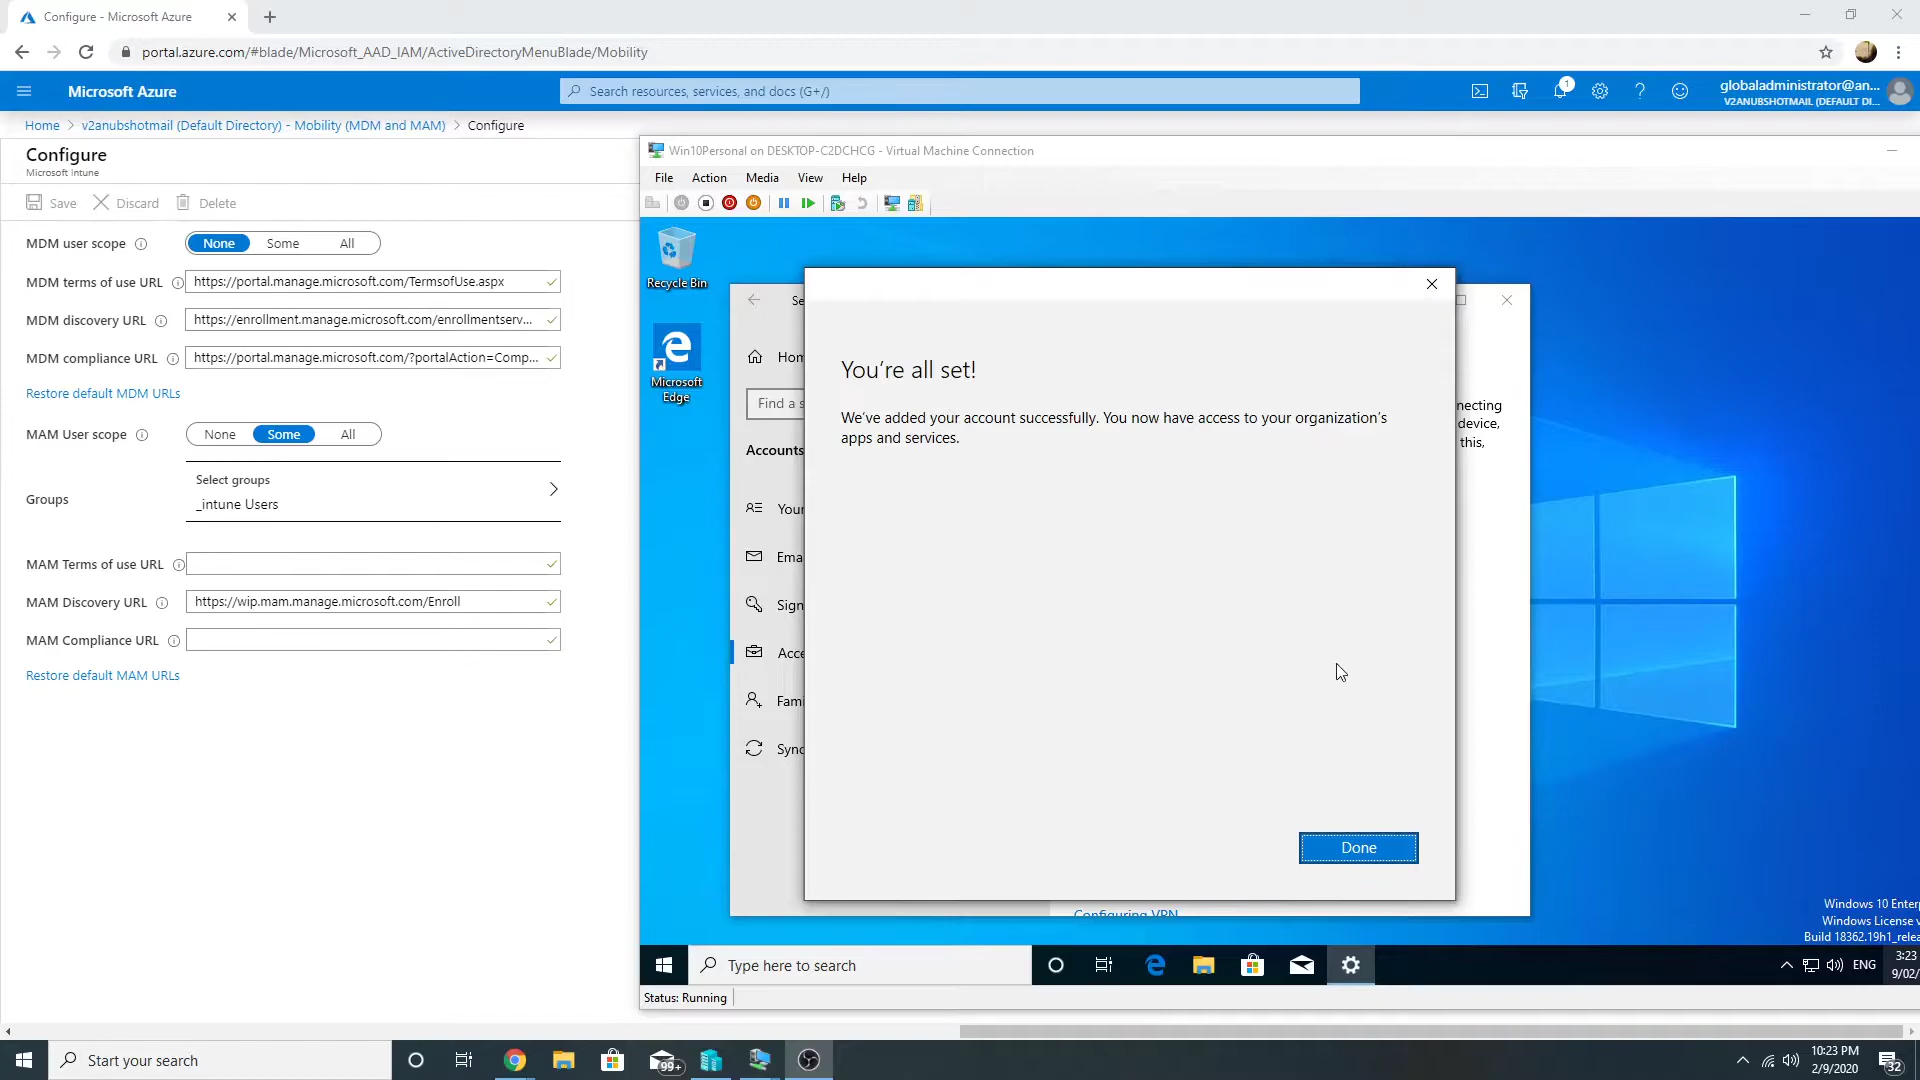 Configure - Microsoft Azure
portal.azure.com/#blade/Microsoft_AAD_IAM/ActiveDirectoryMenuBlade/Mobility
Microsoft Azure
Search resources, services, and docs (G+/)
1
globaladministrator@an...
V2ANUBSHOTMAIL (DEFAULT DI...
Home > v2anubshotmail (Default Directory) - Mobility (MDM and MAM) > Configure
Configure
Microsoft Intune
Save
Discard
Delete
MDM user scope
None
Some
All
MDM terms of use URL
https://portal.manage.microsoft.com/TermsofUse.aspx
MDM discovery URL
https://enrollment.manage.microsoft.com/enrollmentserv...
MDM compliance URL
https://portal.manage.microsoft.com/?portalAction=Comp...
Restore default MDM URLs
MAM User scope
None
Some
All
Groups
Select groups
_intune Users
MAM Terms of use URL
MAM Discovery URL
https://wip.mam.manage.microsoft.com/Enroll
MAM Compliance URL
Restore default MAM URLs
Win10Personal on DESKTOP-C2DCHCG - Virtual Machine Connection
File
Action
Media
View
Help
Recycle Bin
Microsoft
Edge
Se
Hom
Find a s
Accounts
Your
Ema
Sign
Acce
Fami
Sync
necting
device,
this,
You're all set!
We've added your account successfully. You now have access to your organization's
apps and services.
Done
Configuring VPN
Windows 10 Enterp
Windows License v
Build 18362.19h1_relea
Type here to search
ENG
3:23
9/02/
Status: Running
Start your search
99+
10:23 PM
2/9/2020
32